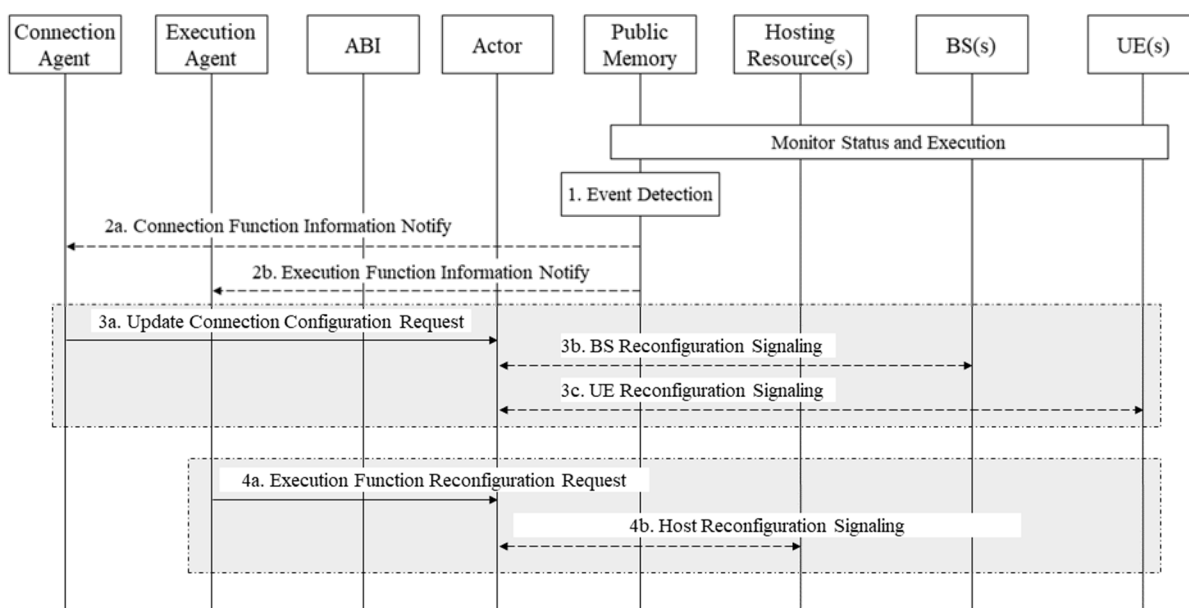 Connection
Agent
Execution
Agent
ABI
Actor
Public
Memory
Hosting
Resource(s)
BS(s)
UE(s)
Monitor Status and Execution
1. Event Detection
2a. Connection Function Information Notify
2b. Execution Function Information Notify
3a. Update Connection Configuration Request
3b. BS Reconfiguration Signaling
3c. UE Reconfiguration Signaling
4a. Execution Function Reconfiguration Request
4b. Host Reconfiguration Signaling